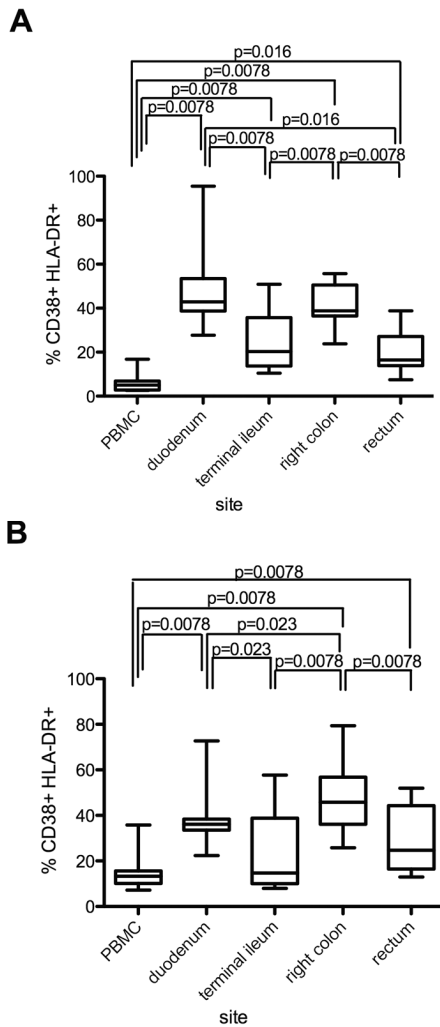 A
p=0.016
p=0.0078
p=0.0078
p=0.0078
p=0.016
p=0.0078
p=0.0078 p=0.0078
% CD38+ HLA-DR+
100
80
60
40
20
0
PBMC
duodenum
terminal ileum
right colon
rectum
site
B
p=0.0078
p=0.0078
p=0.0078 p=0.023
p=0.023
p=0.0078 p=0.0078
% CD38+ HLA-DR+
100
80
60
40
20
0
PBMC
duodenum
terminal ileum
right colon
rectum
site